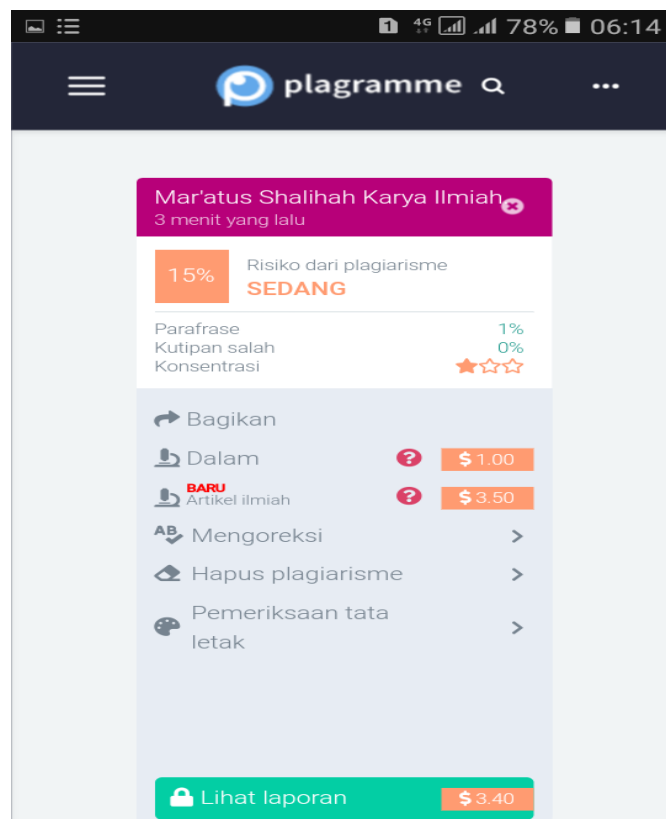 1 4G 78% 06:14
plagramme
Mar'atus Shalihah Karya Ilmiah
3 menit yang lalu
15%
Risiko dari plagiarisme
SEDANG
Parafrase 1%
Kutipan salah 0%
Konsentrasi
Bagikan
Dalam ? $ 1.00
BARU
Artikel ilmiah ? $ 3.50
AB Mengoreksi
Hapus plagiarisme
Pemeriksaan tata
letak
Lihat laporan $ 3.40